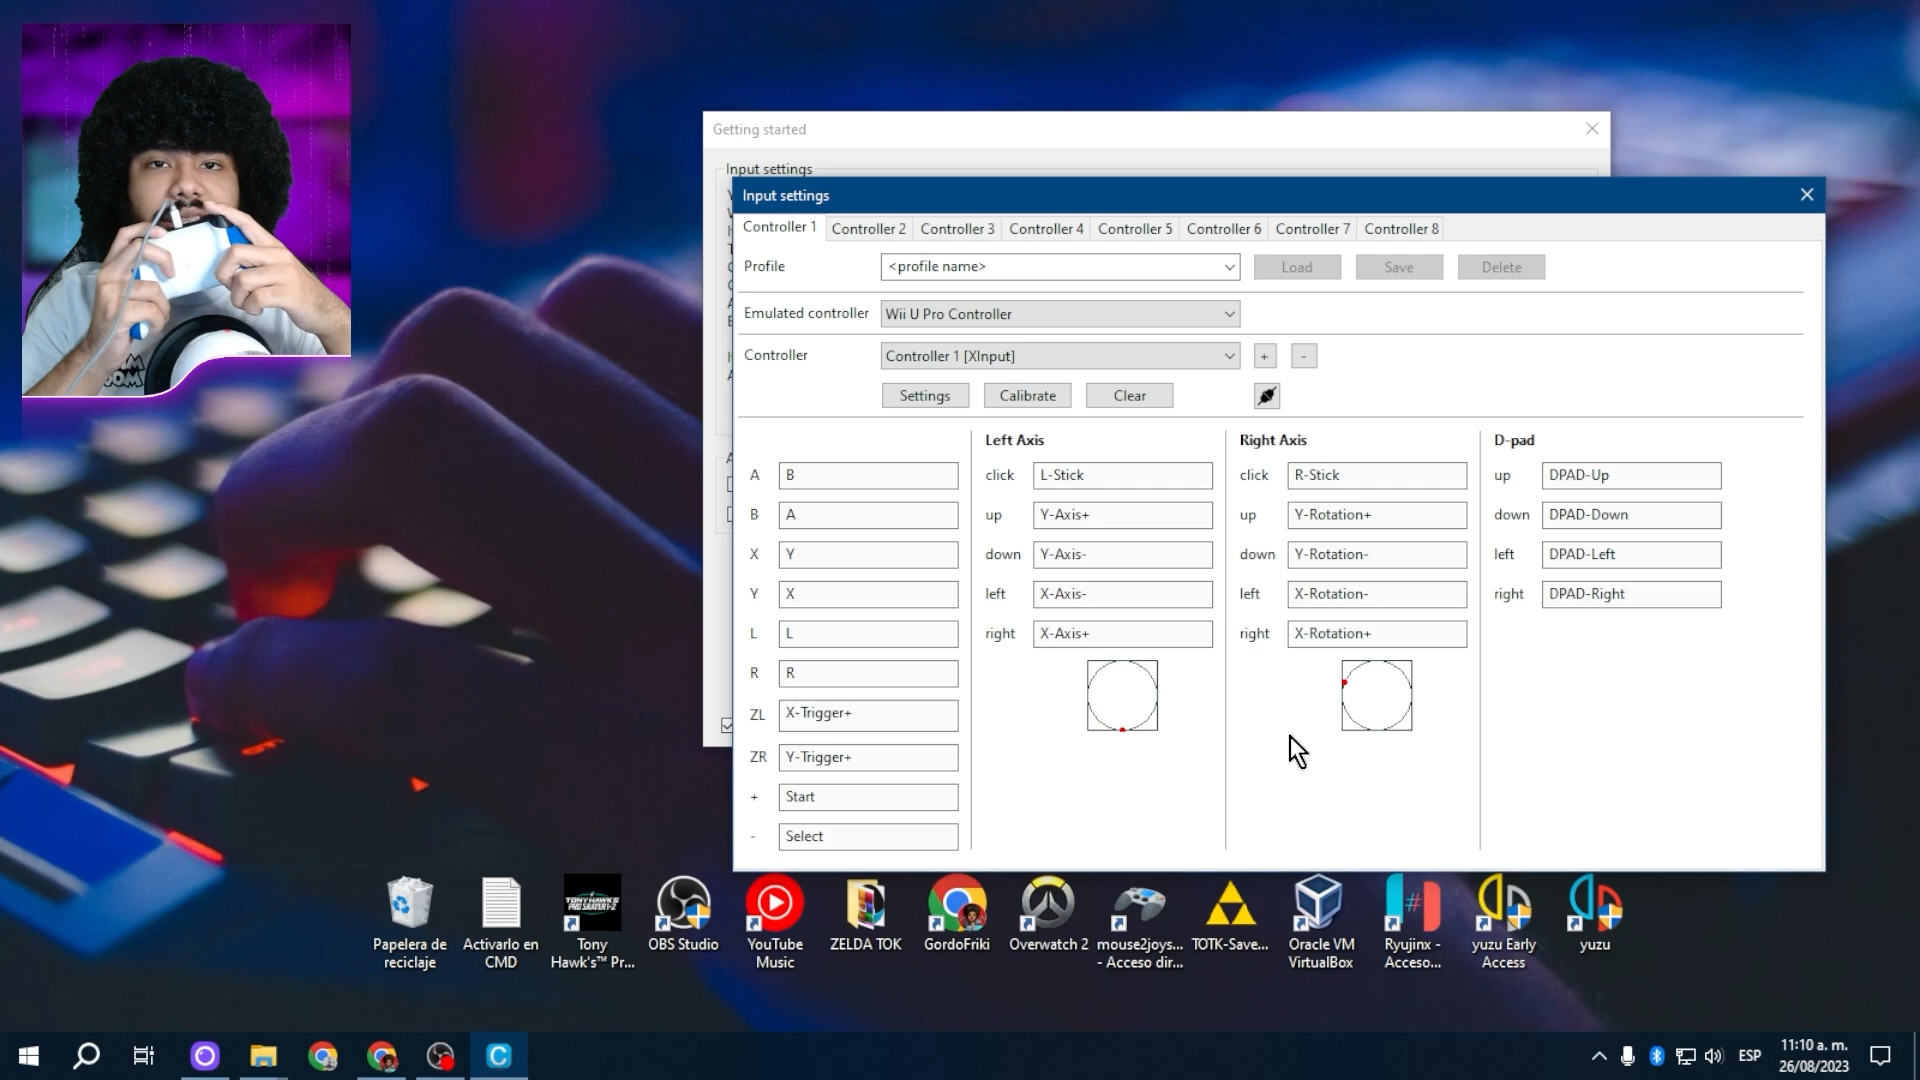 Getting started
Input settings
Input settings
Controller 1 Controller 2 Controller 3 Controller 4 Controller 5 Controller 6 Controller 7 Controller 8
Profile <profile name> Load Save Delete
Emulated controller Wii U Pro Controller
Controller Controller 1 [XInput] + -
Settings Calibrate Clear
Left Axis Right Axis D-pad
A B click L-Stick click R-Stick up DPAD-Up
B A up Y-Axis+ up Y-Rotation+ down DPAD-Down
X Y down Y-Axis- down Y-Rotation- left DPAD-Left
Y X left X-Axis- left X-Rotation- right DPAD-Right
L L right X-Axis+ right X-Rotation+
R R
ZL X-Trigger+
ZR Y-Trigger+
+ Start
- Select
TONY HAWK'S
PRO SKATER 1+2
Papelera de reciclaje
Activarlo en CMD
Tony Hawk's™ Pr...
OBS Studio
YouTube Music
ZELDA TOK
GordoFriki
Overwatch 2
mouse2joys... - Acceso dir...
TOTK-Save...
Oracle VM VirtualBox
Ryujinx - Acceso...
yuzu Early Access
yuzu
ESP
11:10 a. m.
26/08/2023